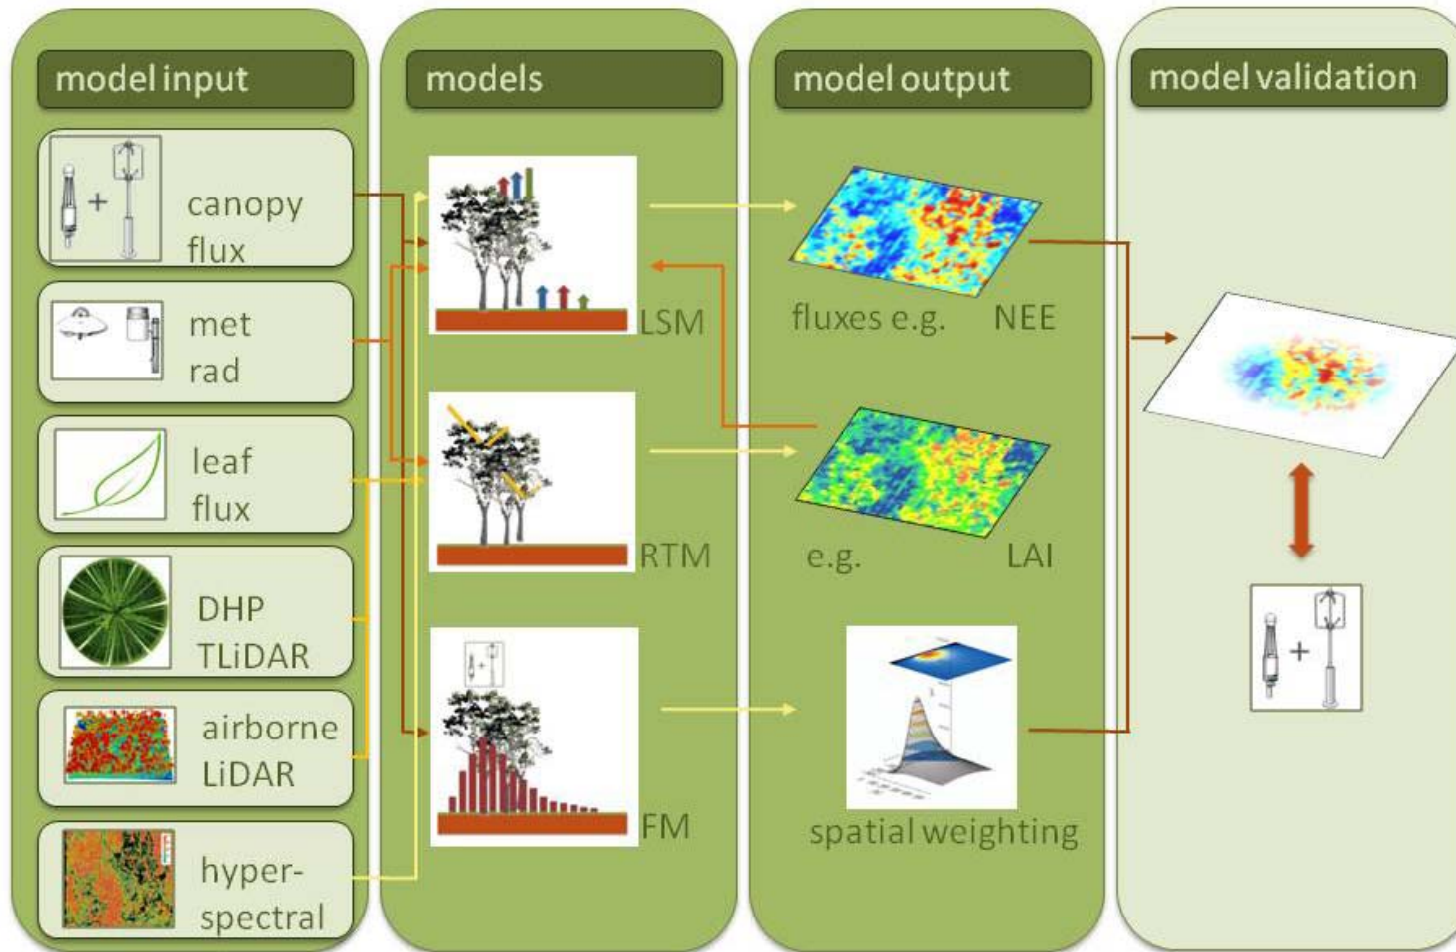 model input
canopy
flux
met
rad
leaf
flux
DHP
TLiDAR
airborne
LiDAR
hyper-
spectral
models
LSM
RTM
FM
model output
fluxes e.g. NEE
e.g. LAI
spatial weighting
model validation